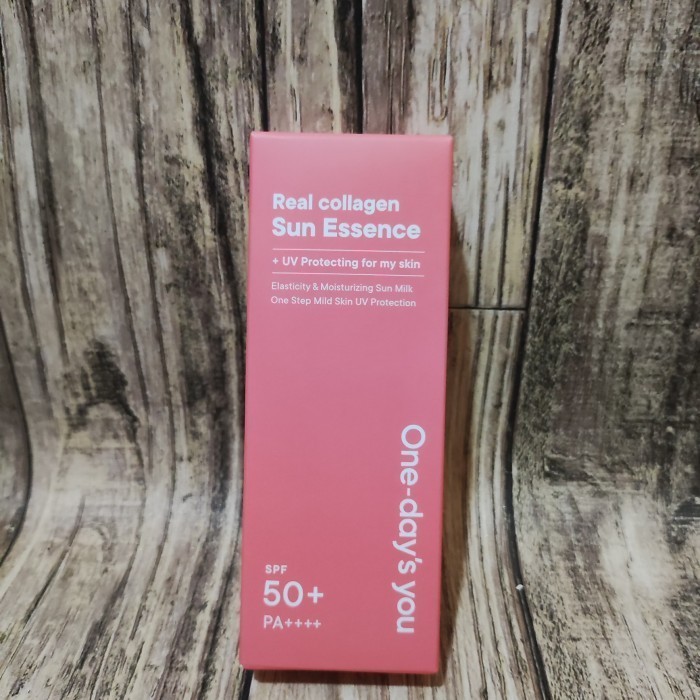 Real collagen
Sun Essence
+ UV Protecting for my skin
Elasticity & Moisturizing Sun Milk
One Step Mild Skin UV Protection
One-day's you
SPF
50+
PA++++